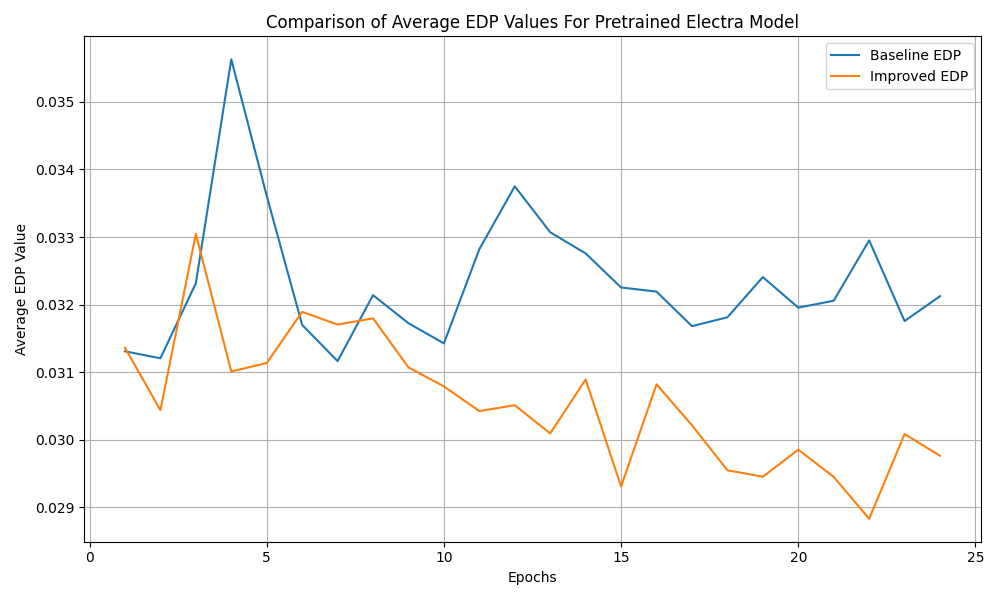 Comparison of Average EDP Values For Pretrained Electra Model
Baseline EDP
Improved EDP
Average EDP Value
0.035
0.034
0.033
0.032
0.031
0.030
0.029
0 5 10 15 20 25
Epochs